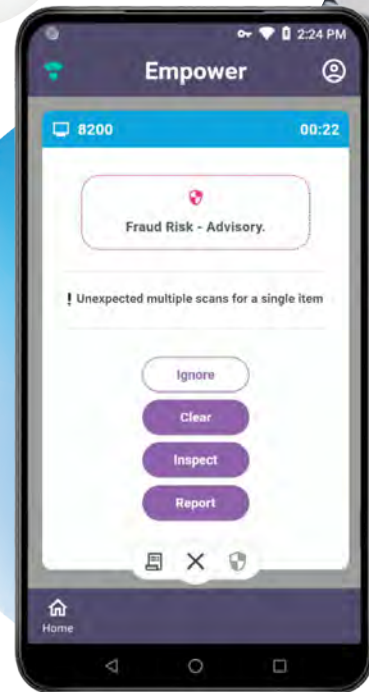 2:24 PM
Empower
8200 00:22
Fraud Risk - Advisory.
! Unexpected multiple scans for a single item
Ignore
Clear
Inspect
Report
Home